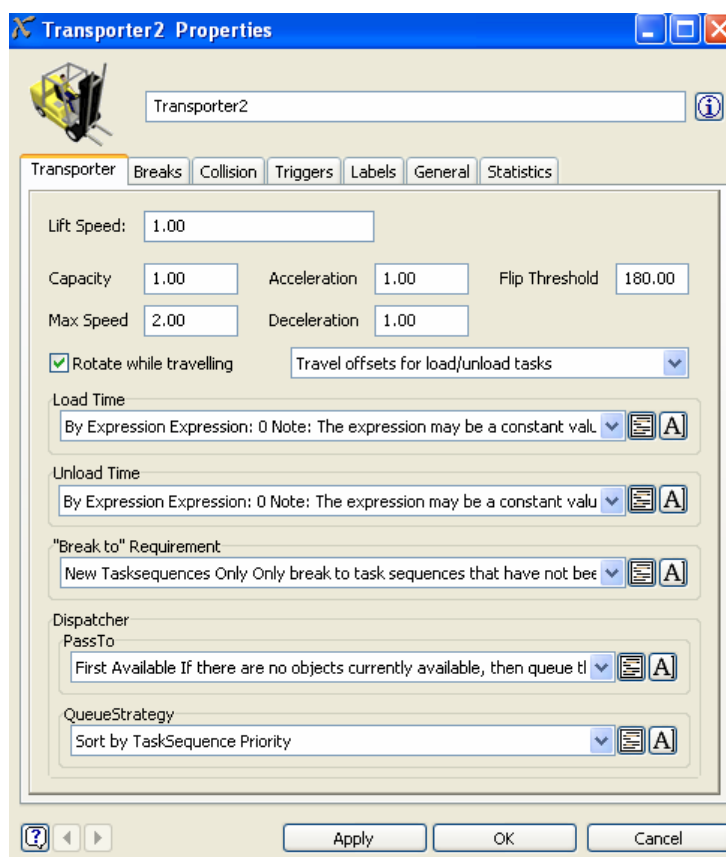 Transporter2 Properties
Transporter2
Transporter Breaks Collision Triggers Labels General Statistics
Lift Speed: 1.00
Capacity 1.00 Acceleration 1.00 Flip Threshold 180.00
Max Speed 2.00 Deceleration 1.00
Rotate while travelling Travel offsets for load/unload tasks
Load Time
By Expression Expression: 0 Note: The expression may be a constant valu A
Unload Time
By Expression Expression: 0 Note: The expression may be a constant valu A
"Break to" Requirement
New Tasksequences Only Only break to task sequences that have not bee A
Dispatcher
PassTo
First Available If there are no objects currently available, then queue tl A
QueueStrategy
Sort by TaskSequence Priority A
? Apply OK Cancel